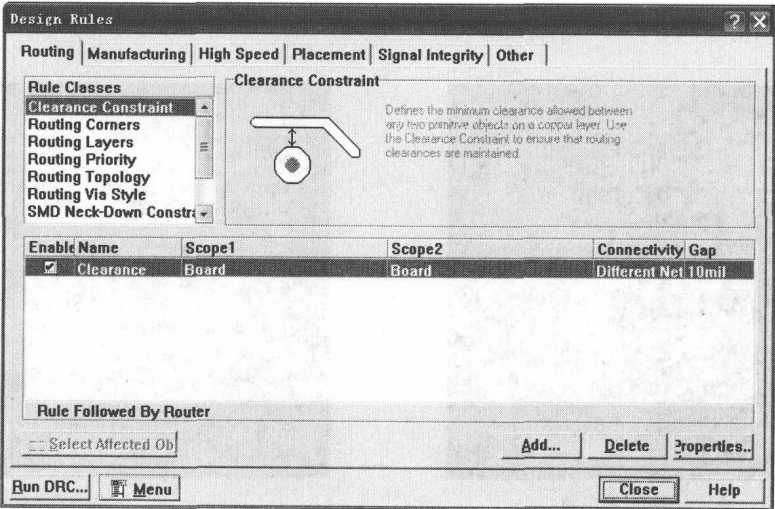 Design Rules
Routing Manufacturing High Speed Placement Signal Integrity Other
Rule Classes
Clearance Constraint
Routing Corners
Routing Layers
Routing Priority
Routing Topology
Routing Via Style
SMD Neck-Down Constra
Clearance Constraint
Defines the minimum clearance allowed between
any two primitive objects on a copper layer. Use
the Clearance Constraint to ensure that routing
clearances are maintained.
Enable Name Scope1 Scope2 Connectivity Gap
Clearance Board Board Different Net 10mil
Rule Followed By Router
Select Affected Ob
Add... Delete Properties..
Run DRC... Menu Close Help